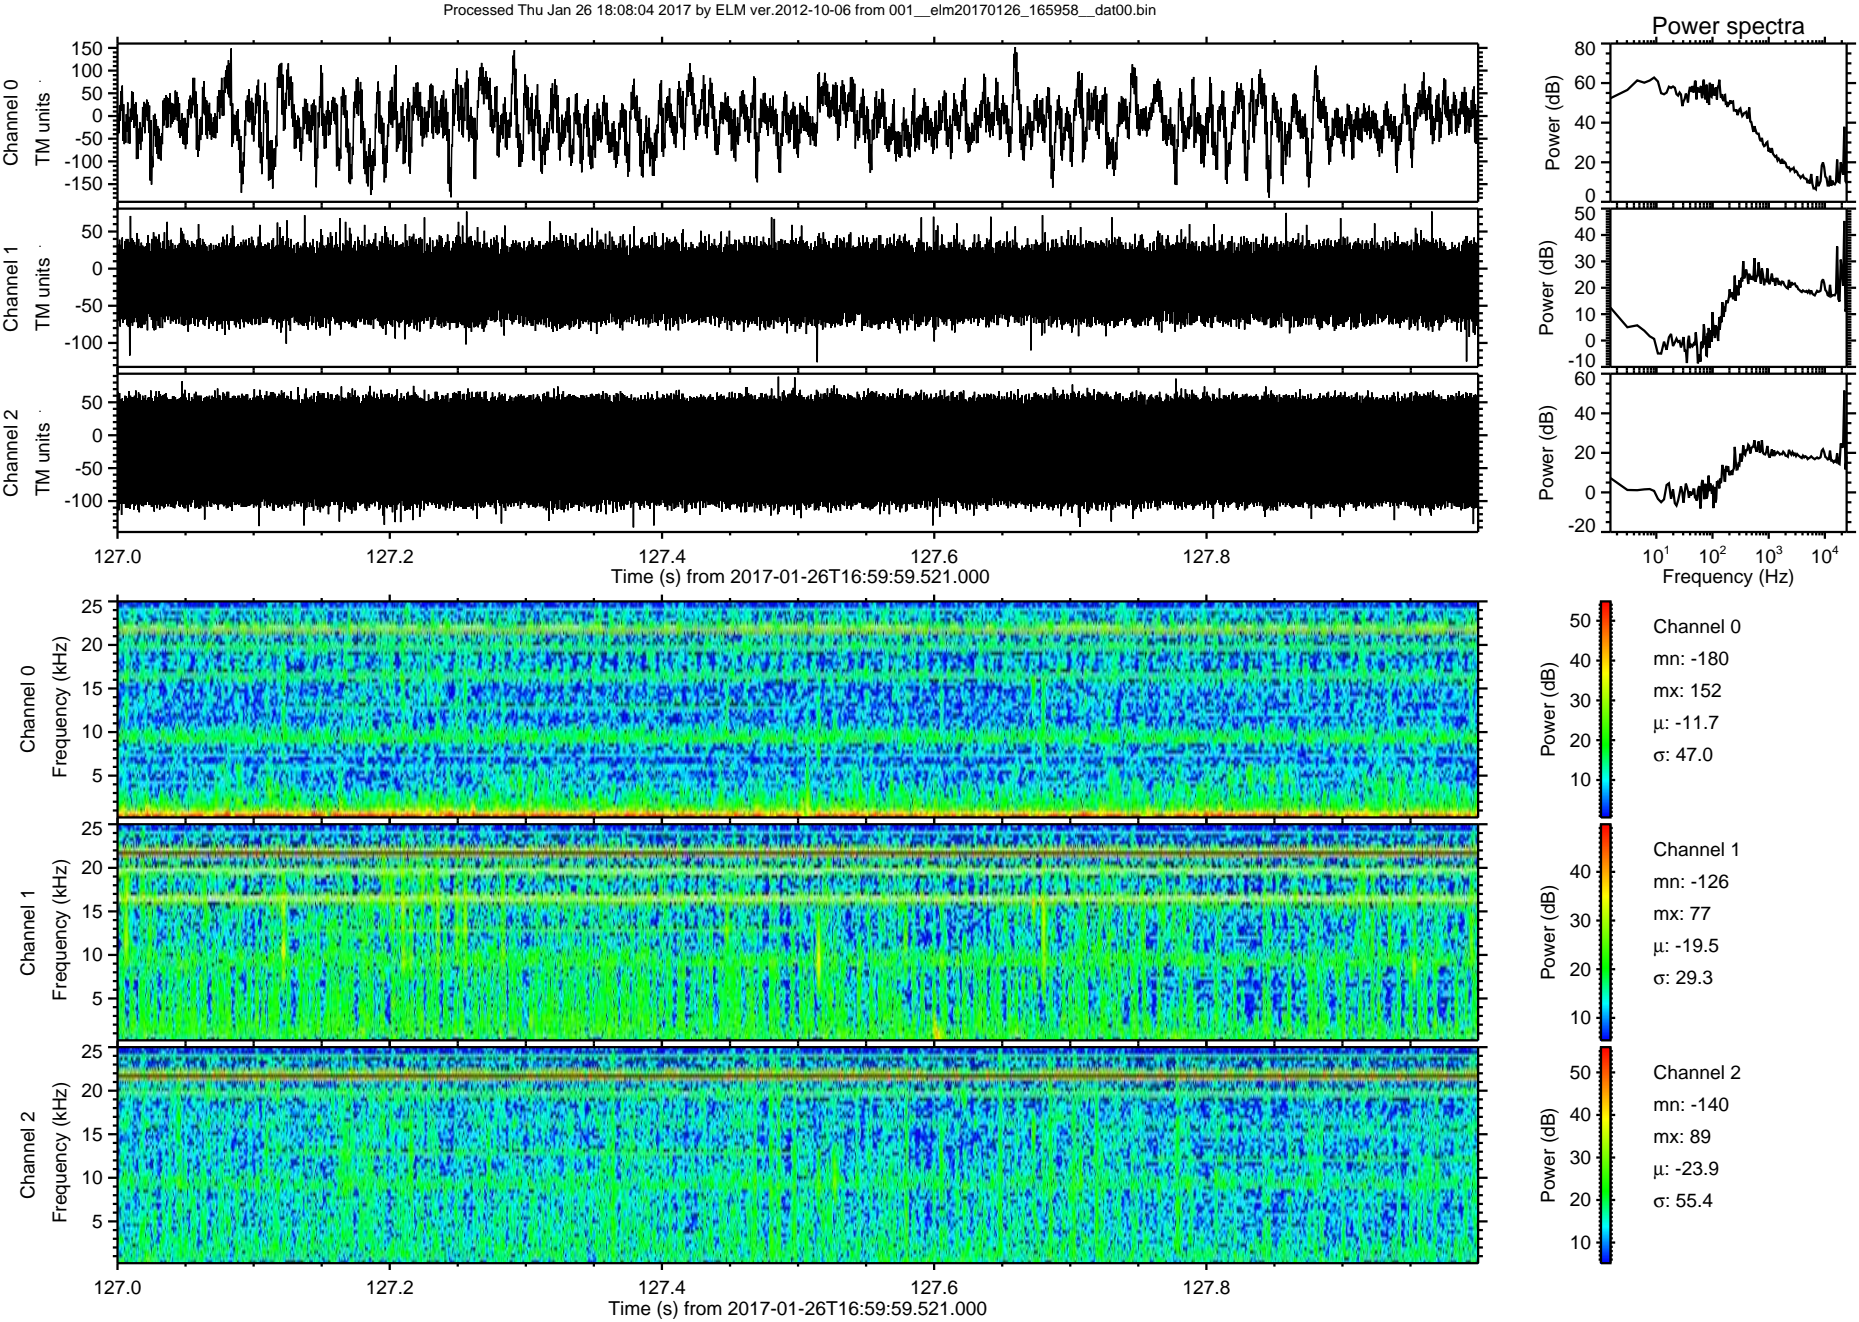 Processed Thu Jan 26 18:08:04 2017 by ELM ver.2012-10-06 from 001__elm20170126_165958__dat00.bin
Power spectra
Channel 0
TM units
150
100
50
0
-50
-100
-150
Power (dB)
80
60
40
20
0
Channel 1
TM units
50
0
-50
-100
Power (dB)
50
40
30
20
10
0
-10
Channel 2
TM units
50
0
-50
-100
Power (dB)
60
40
20
0
-20
127.0 127.2 127.4 127.6 127.8
Time (s) from 2017-01-26T16:59:59.521.000
10^1 10^2 10^3 10^4
Frequency (Hz)
Channel 0
Frequency (kHz)
25
20
15
10
5
Power (dB)
50
40
30
20
10
Channel 0
mn: -180
mx: 152
μ: -11.7
σ: 47.0
Channel 1
Frequency (kHz)
25
20
15
10
5
Power (dB)
40
30
20
10
Channel 1
mn: -126
mx: 77
μ: -19.5
σ: 29.3
Channel 2
Frequency (kHz)
25
20
15
10
5
Power (dB)
50
40
30
20
10
Channel 2
mn: -140
mx: 89
μ: -23.9
σ: 55.4
127.0 127.2 127.4 127.6 127.8
Time (s) from 2017-01-26T16:59:59.521.000